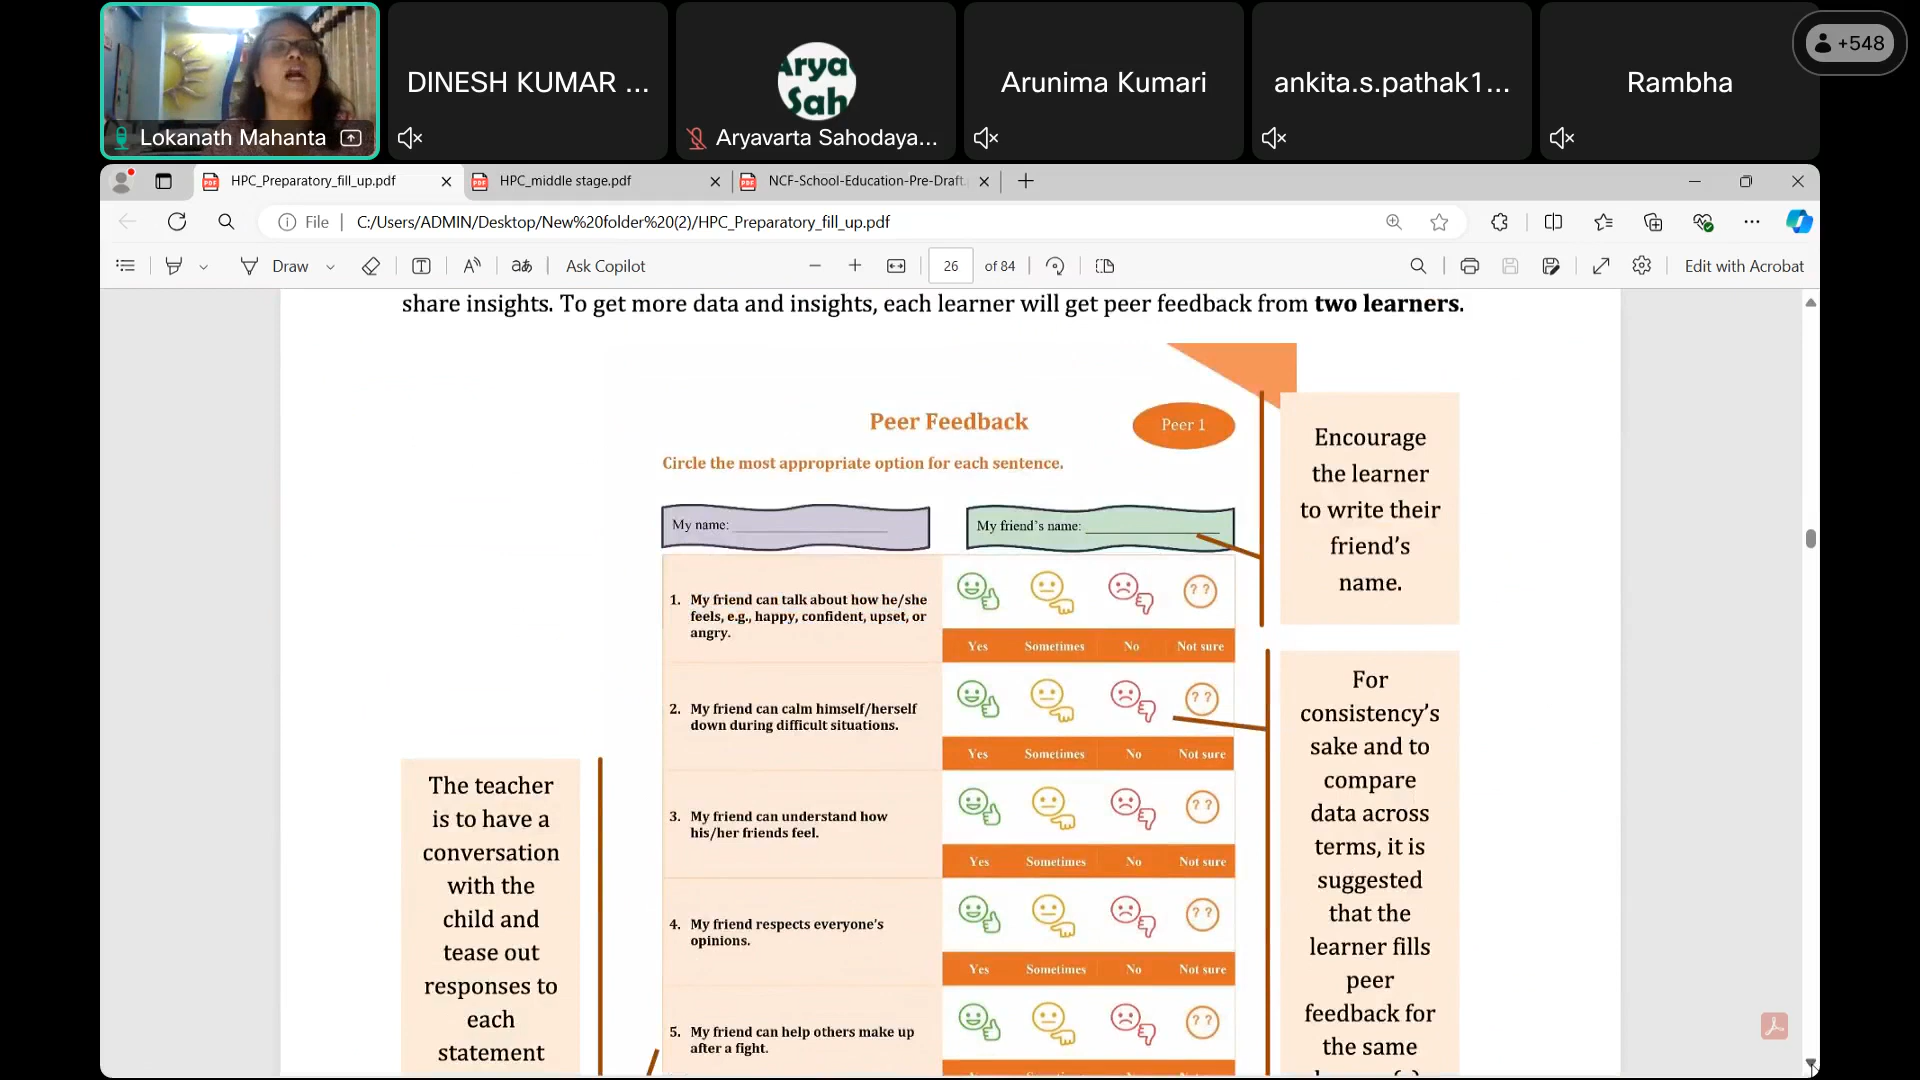 +548
DINESH KUMAR ...
Arya
Sah
Arunima Kumari
ankita.s.pathak1...
Rambha
Lokanath Mahanta
Aryavarta Sahodaya...
HPC_Preparatory_fill_up.pdf
HPC_middle stage.pdf
NCF-School-Education-Pre-Draft.
File
C:/Users/ADMIN/Desktop/New%20folder%20(2)/HPC_Preparatory_fill_up.pdf
Draw
Ask Copilot
26
of 84
Edit with Acrobat
share insights. To get more data and insights, each learner will get peer feedback from two learners.
Peer Feedback
Peer 1
Circle the most appropriate option for each sentence.
My name:
My friend's name:
Encourage
the learner
to write their
friend's
name.
1. My friend can talk about how he/she
feels, e.g., happy, confident, upset, or
angry.
? ?
Yes Sometimes No Not sure
2. My friend can calm himself/herself
down during difficult situations.
? ?
Yes Sometimes No Not sure
3. My friend can understand how
his/her friends feel.
? ?
Yes Sometimes No Not sure
4. My friend respects everyone's
opinions.
? ?
Yes Sometimes No Not sure
5. My friend can help others make up
after a fight.
? ?
For
consistency's
sake and to
compare
data across
terms, it is
suggested
that the
learner fills
peer
feedback for
the same
The teacher
is to have a
conversation
with the
child and
tease out
responses to
each
statement